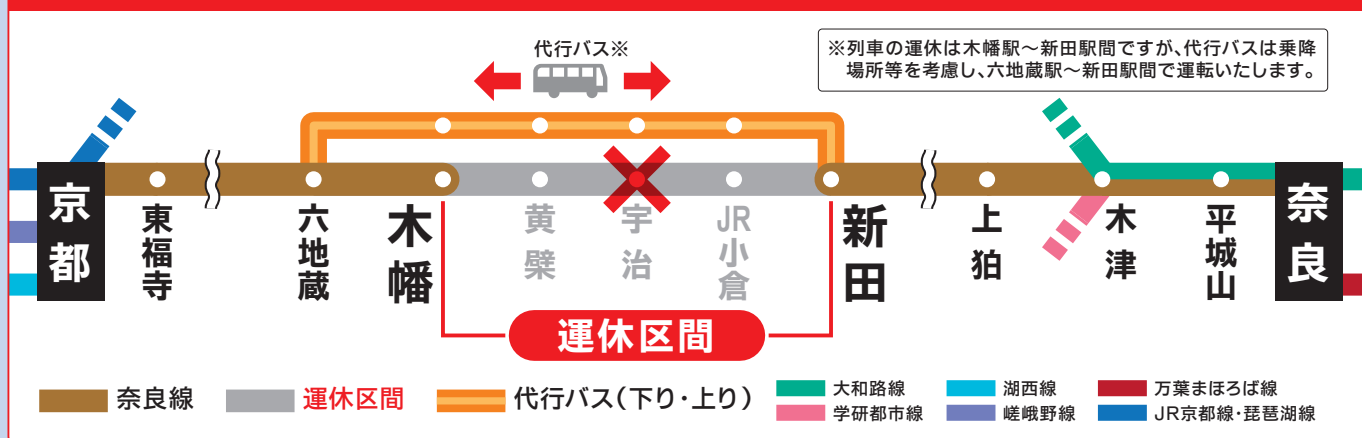 代行バス※
※列車の運休は木幡駅〜新田駅間ですが、代行バスは乗降
場所等を考慮し、六地蔵駅〜新田駅間で運転いたします。
京都
東福寺
六地蔵
木幡
黄檗
宇治
JR小倉
新田
上狛
木津
平城山
奈良
運休区間
奈良線
運休区間
代行バス(下り・上り)
大和路線
湖西線
万葉まほろば線
学研都市線
嵯峨野線
JR京都線・琵琶湖線